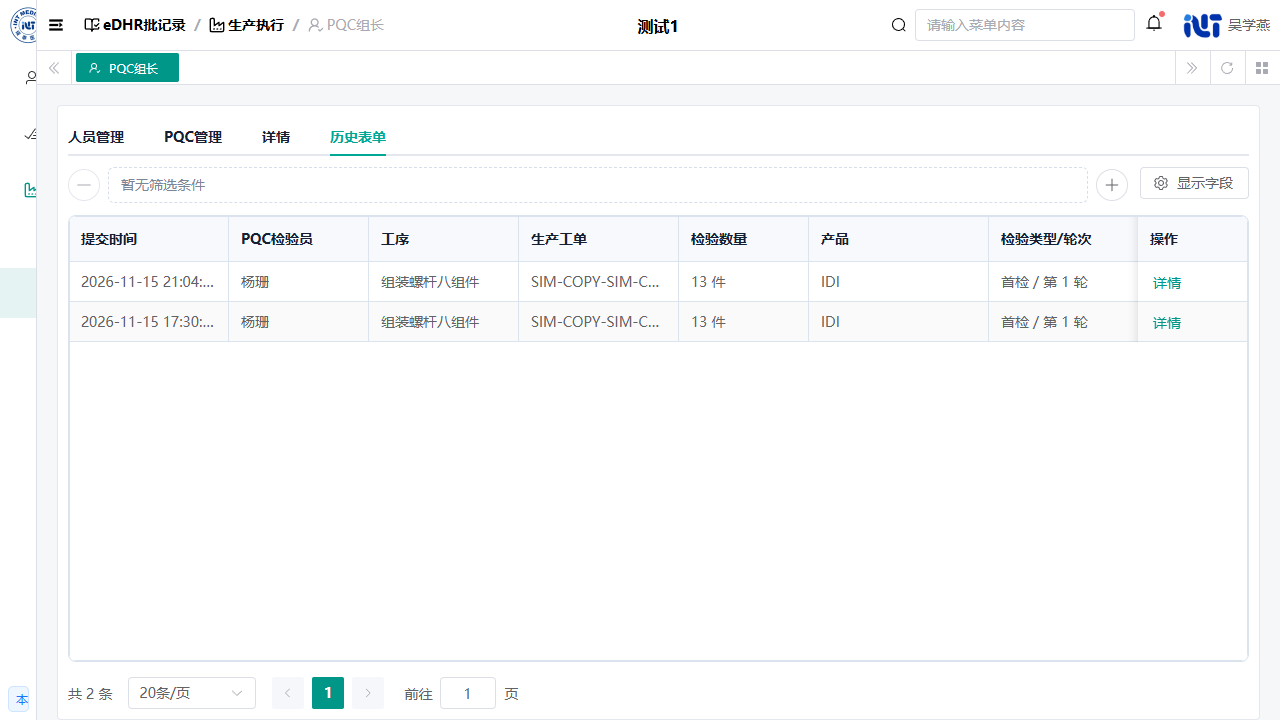 eDHR批记录 / 生产执行 / PQC组长
测试1
请输入菜单内容
吴学燕
PQC组长
人员管理 PQC管理 详情 历史表单
暂无筛选条件
显示字段
提交时间 PQC检验员 工序 生产工单 检验数量 产品 检验类型/轮次 操作
2026-11-15 21:04:... 杨珊 组装螺杆八组件 SIM-COPY-SIM-C... 13 件 IDI 首检 / 第 1 轮 详情
2026-11-15 17:30:... 杨珊 组装螺杆八组件 SIM-COPY-SIM-C... 13 件 IDI 首检 / 第 1 轮 详情
本
共 2 条 20条/页 1 前往 1 页